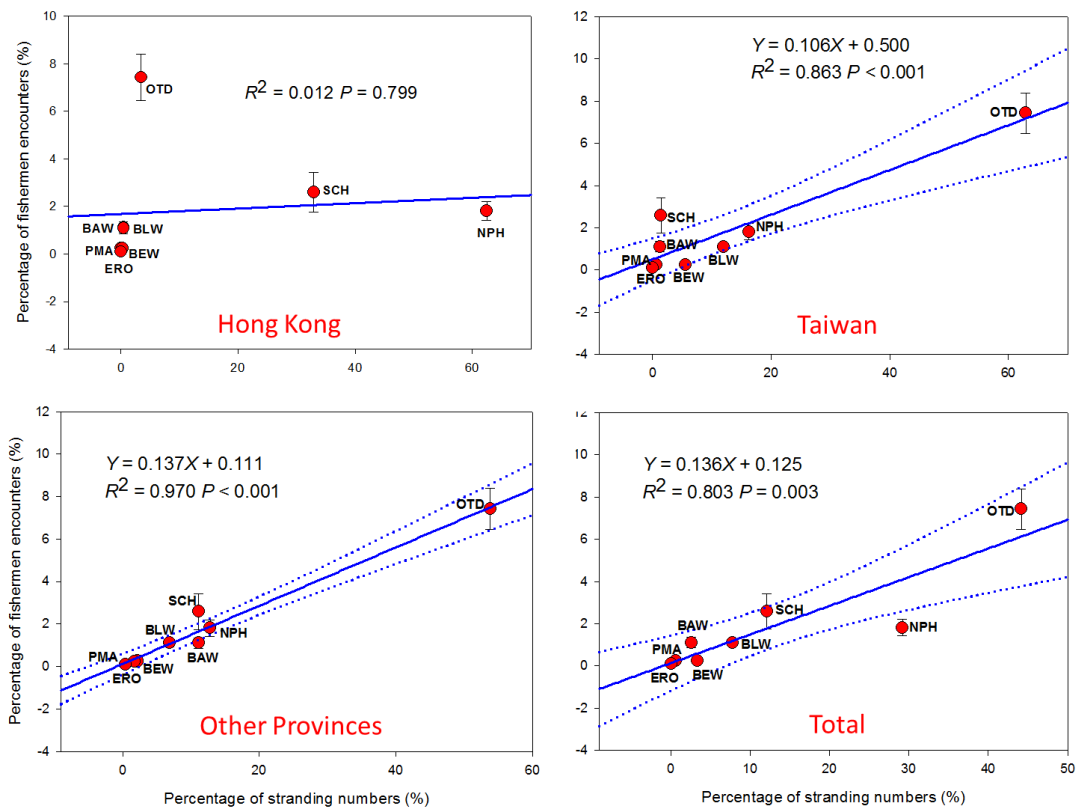 Percentage of fishermen encounters (%)
10
8
6
4
2
0
-2
-4
OTD
R2 = 0.012 P = 0.799
SCH
NPH
BAW
BLW
PMA
BEW
ERO
Hong Kong
0
20
40
60
12
10
8
6
4
2
0
-2
-4
Y = 0.106X + 0.500
R2 = 0.863 P < 0.001
OTD
SCH
NPH
BAW
BLW
PMA
BEW
ERO
Taiwan
0
20
40
60
Percentage of fishermen encounters (%)
12
10
8
6
4
2
0
-2
-4
Y = 0.137X + 0.111
R2 = 0.970 P < 0.001
OTD
SCH
NPH
BLW
BAW
PMA
BEW
ERO
Other Provinces
0
20
40
60
Percentage of stranding numbers (%)
12
10
8
6
4
2
0
-2
-4
Y = 0.136X + 0.125
R2 = 0.803 P = 0.003
OTD
SCH
NPH
BAW
BLW
PMA
BEW
ERO
Total
0
10
20
30
40
50
Percentage of stranding numbers (%)